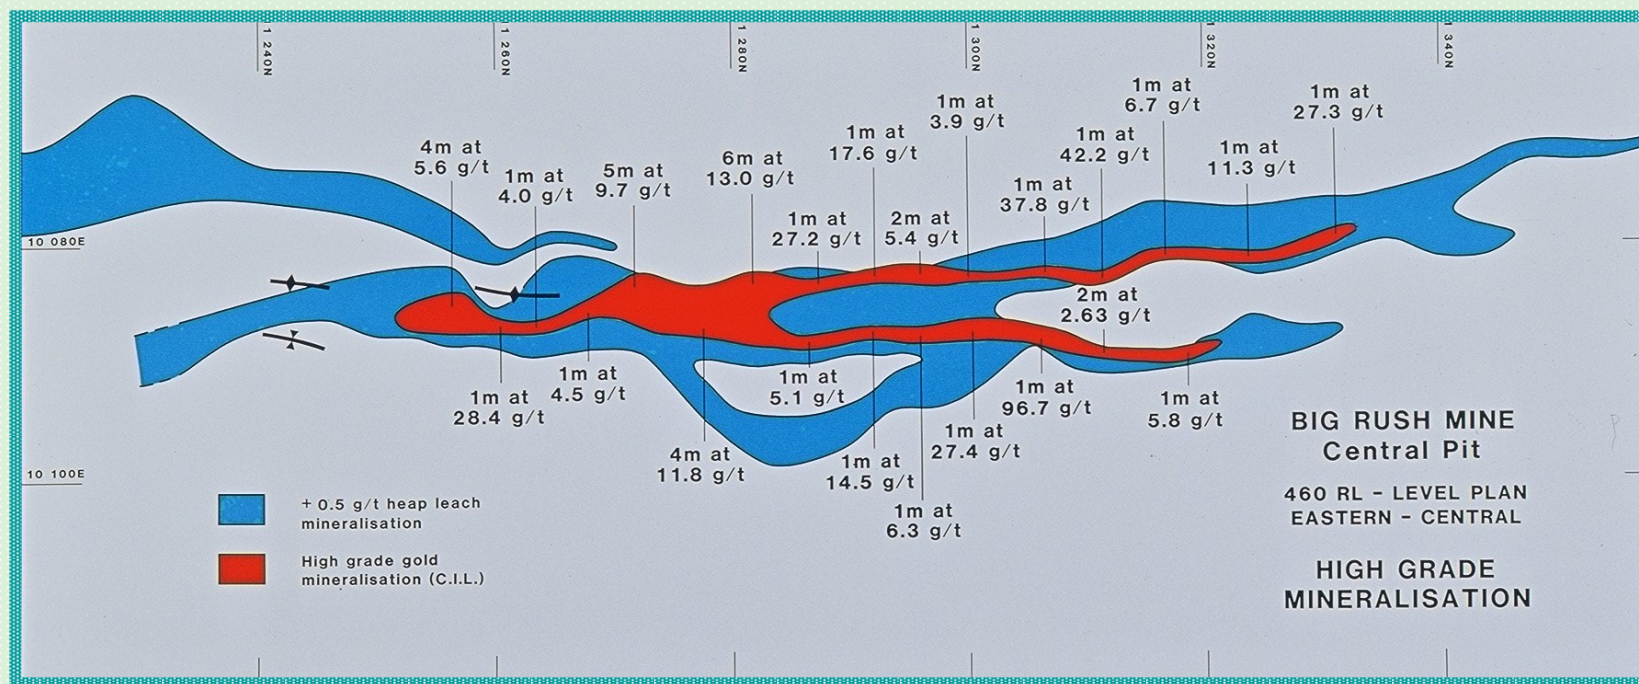 1 240N
1 260N
1 280N
1 300N
1 320N
1 340N
1m at
6.7 g/t
1m at
27.3 g/t
1m at
3.9 g/t
1m at
17.6 g/t
1m at
42.2 g/t
4m at
5.6 g/t
1m at
4.0 g/t
5m at
9.7 g/t
6m at
13.0 g/t
1m at
11.3 g/t
1m at
37.8 g/t
1m at
27.2 g/t
2m at
5.4 g/t
10 080E
2m at
2.63 g/t
1m at
28.4 g/t
1m at
4.5 g/t
1m at
5.1 g/t
1m at
96.7 g/t
1m at
5.8 g/t
4m at
11.8 g/t
1m at
14.5 g/t
1m at
27.4 g/t
1m at
6.3 g/t
10 100E
+ 0.5 g/t heap leach
mineralisation
High grade gold
mineralisation (C.I.L.)
BIG RUSH MINE
Central Pit
460 RL - LEVEL PLAN
EASTERN - CENTRAL
HIGH GRADE
MINERALISATION